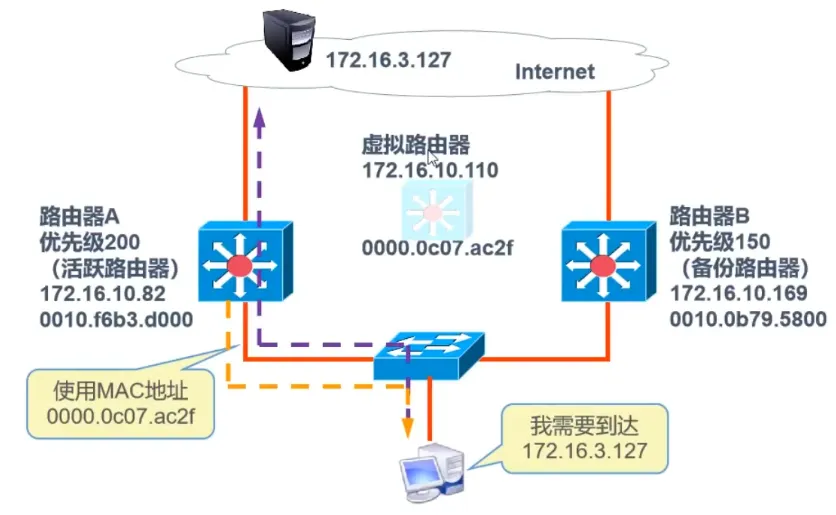 172.16.3.127
Internet
虚拟路由器
172.16.10.110
0000.0c07.ac2f
路由器A
优先级200
（活跃路由器）
172.16.10.82
0010.f6b3.d000
路由器B
优先级150
（备份路由器）
172.16.10.169
0010.0b79.5800
使用MAC地址
0000.0c07.ac2f
我需要到达
172.16.3.127